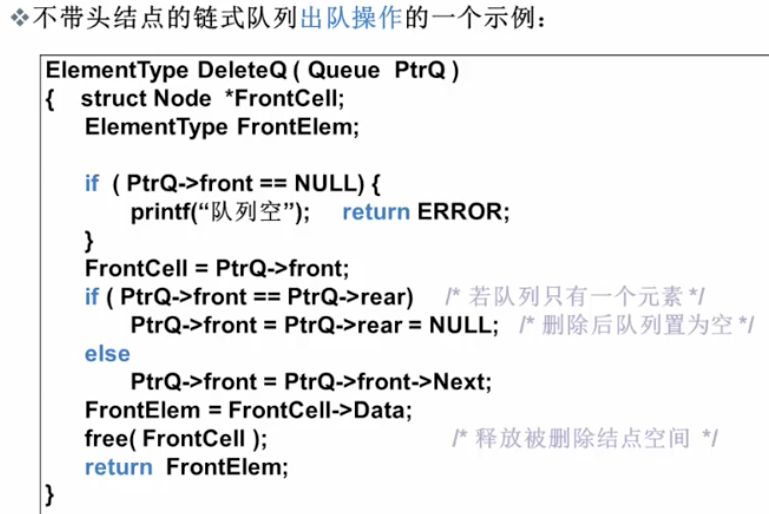 ❖不带头结点的链式队列出队操作的一个示例：
ElementType DeleteQ ( Queue PtrQ )
{ struct Node *FrontCell;
ElementType FrontElem;
if ( PtrQ->front == NULL) {
printf(“队列空”); return ERROR;
}
FrontCell = PtrQ->front;
if ( PtrQ->front == PtrQ->rear) /* 若队列只有一个元素 */
PtrQ->front = PtrQ->rear = NULL; /* 删除后队列置为空 */
else
PtrQ->front = PtrQ->front->Next;
FrontElem = FrontCell->Data;
free( FrontCell ); /* 释放被删除结点空间 */
return FrontElem;
}